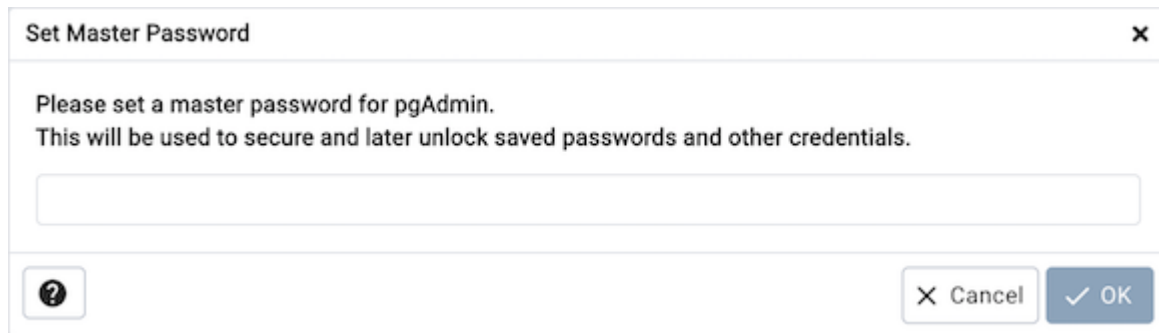 Set Master Password
Please set a master password for pgAdmin.
This will be used to secure and later unlock saved passwords and other credentials.
Cancel
OK